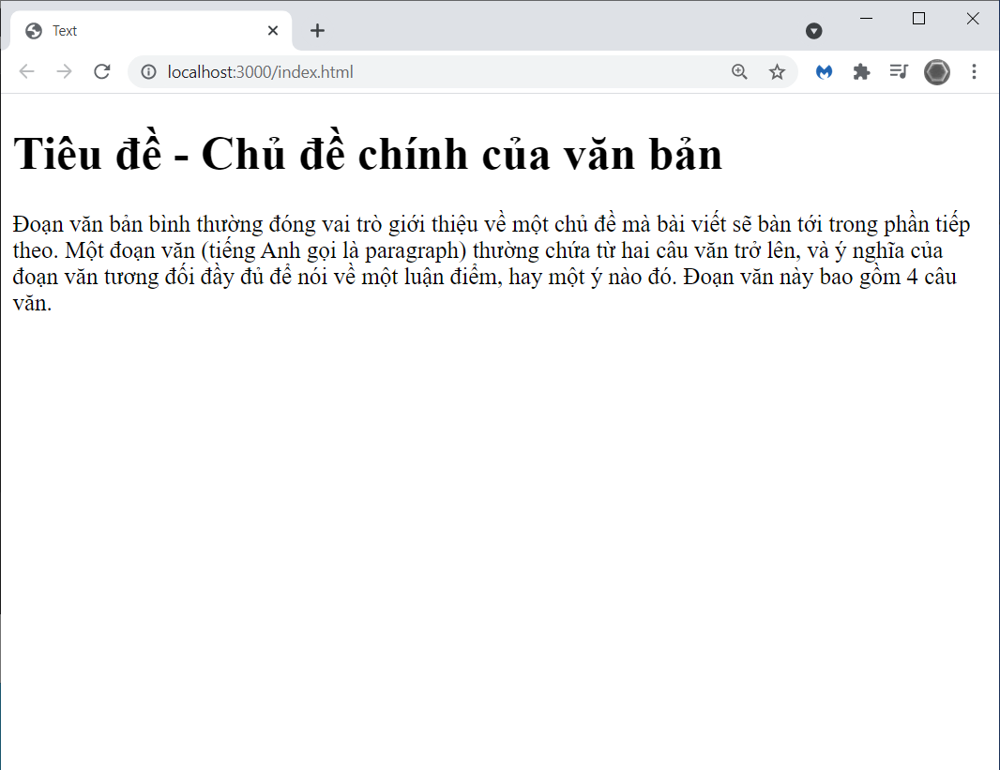 Text
localhost:3000/index.html
Tiêu đề - Chủ đề chính của văn bản
Đoạn văn bản bình thường đóng vai trò giới thiệu về một chủ đề mà bài viết sẽ bàn tới trong phần tiếp
theo. Một đoạn văn (tiếng Anh gọi là paragraph) thường chứa từ hai câu văn trở lên, và ý nghĩa của
đoạn văn tương đối đầy đủ để nói về một luận điểm, hay một ý nào đó. Đoạn văn này bao gồm 4 câu
văn.